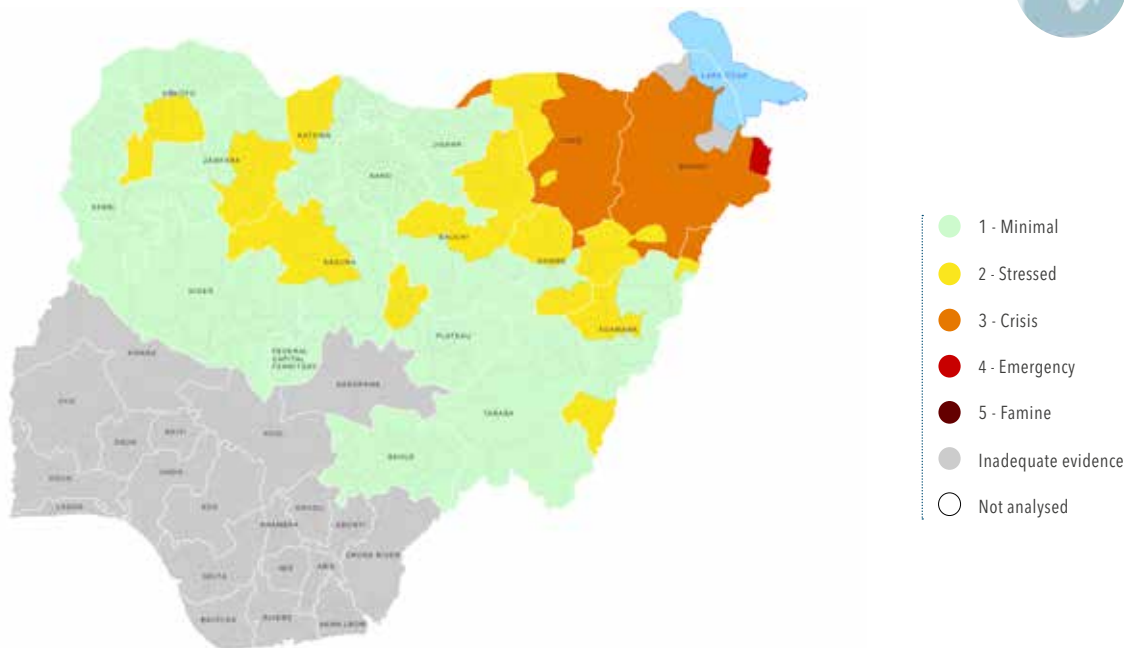 Lake Chad
SOKOTO
KATSINA
JIGAWA
ZAMFARA
YOBE
BORNO
KANO
KEBBI
BAUCHI
KADUNA
GOMBE
NIGER
ADAMAWA
PLATEAU
FEDERAL
CAPITAL
TERRITORY
KWARA
NASARAWA
OYO
TARABA
KOGI
EKITI
OSUN
BENUE
ONDO
OGUN
LAGOS
EDO
ENUGU
ANAMBRA
EBONYI
CROSS RIVER
IMO
ABIA
DELTA
BAYELSA
RIVERS
AKWA IBOM
1 - Minimal
2 - Stressed
3 - Crisis
4 - Emergency
5 - Famine
Inadequate evidence
Not analysed